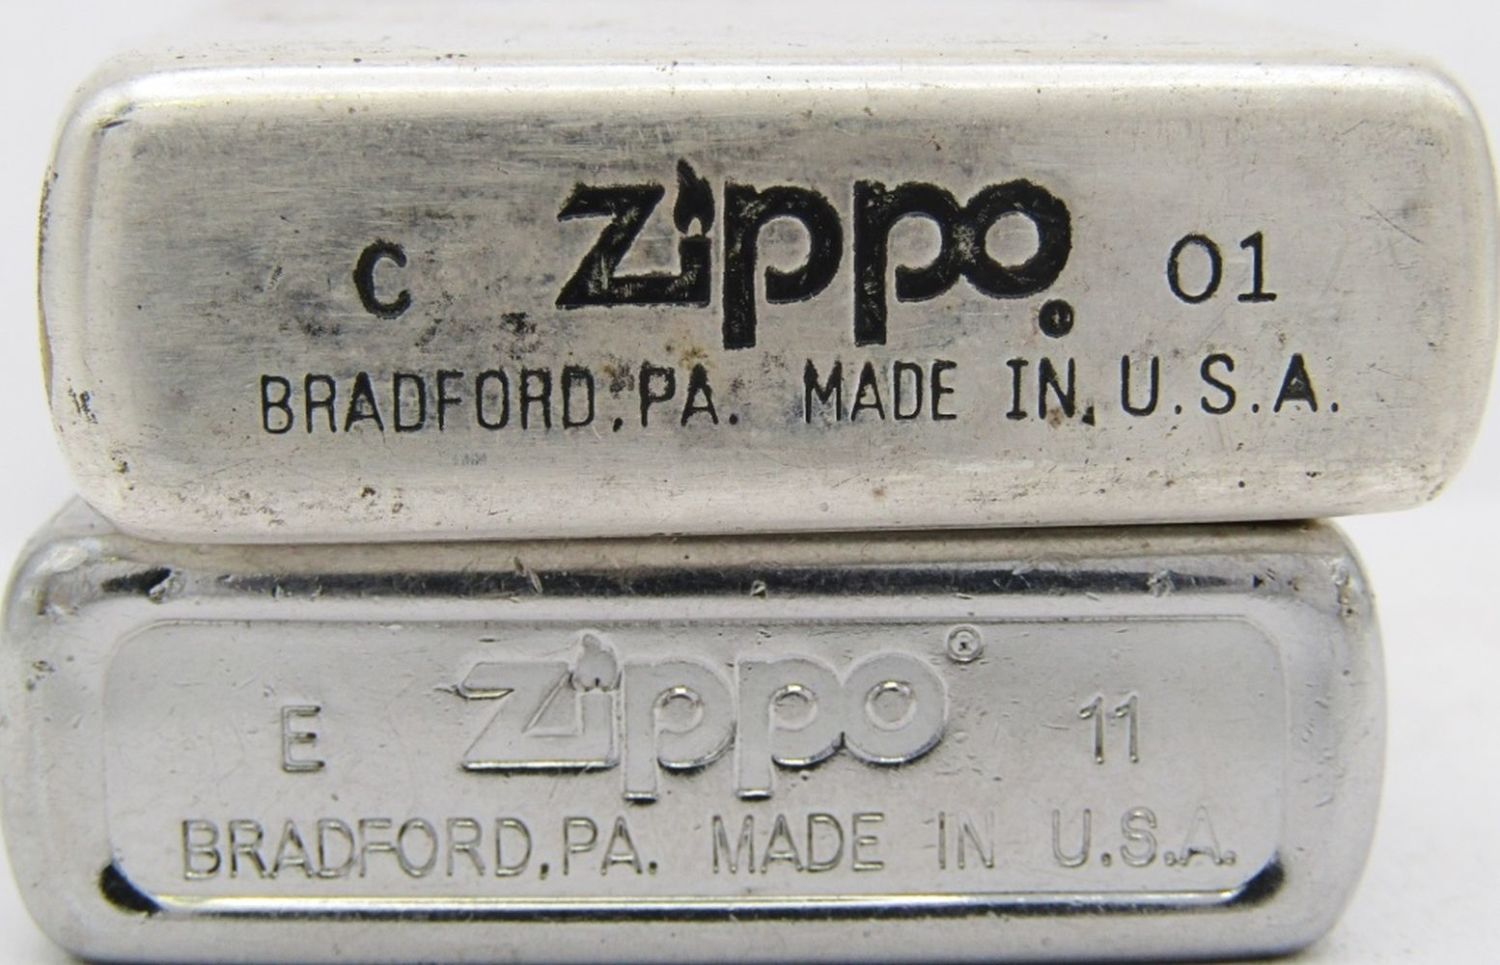 C Zippo 01
®
BRADFORD, PA. MADE IN U.S.A.
E Zippo ® 11
BRADFORD, PA. MADE IN U.S.A.